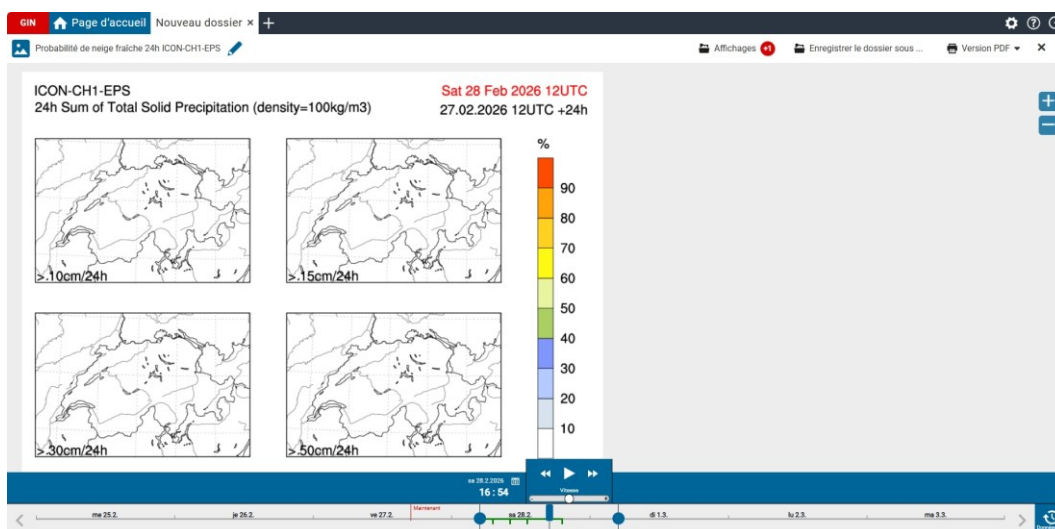 GIN Page d'accueil Nouveau dossier × +
Probabilité de neige fraîche 24h ICON-CH1-EPS Affichages +1 Enregistrer le dossier sous ... Version PDF ×
ICON-CH1-EPS Sat 28 Feb 2026 12UTC
24h Sum of Total Solid Precipitation (density=100kg/m3) 27.02.2026 12UTC +24h
%
90
80
70
60
50
40
30
20
10
>.10cm/24h >.15cm/24h
>.30cm/24h >.50cm/24h
sa 28.2.2026
16:54
Vitesse
Maintenant
me 25.2. je 26.2. ve 27.2. sa 28.2. di 1.3. lu 2.3. ma 3.3.